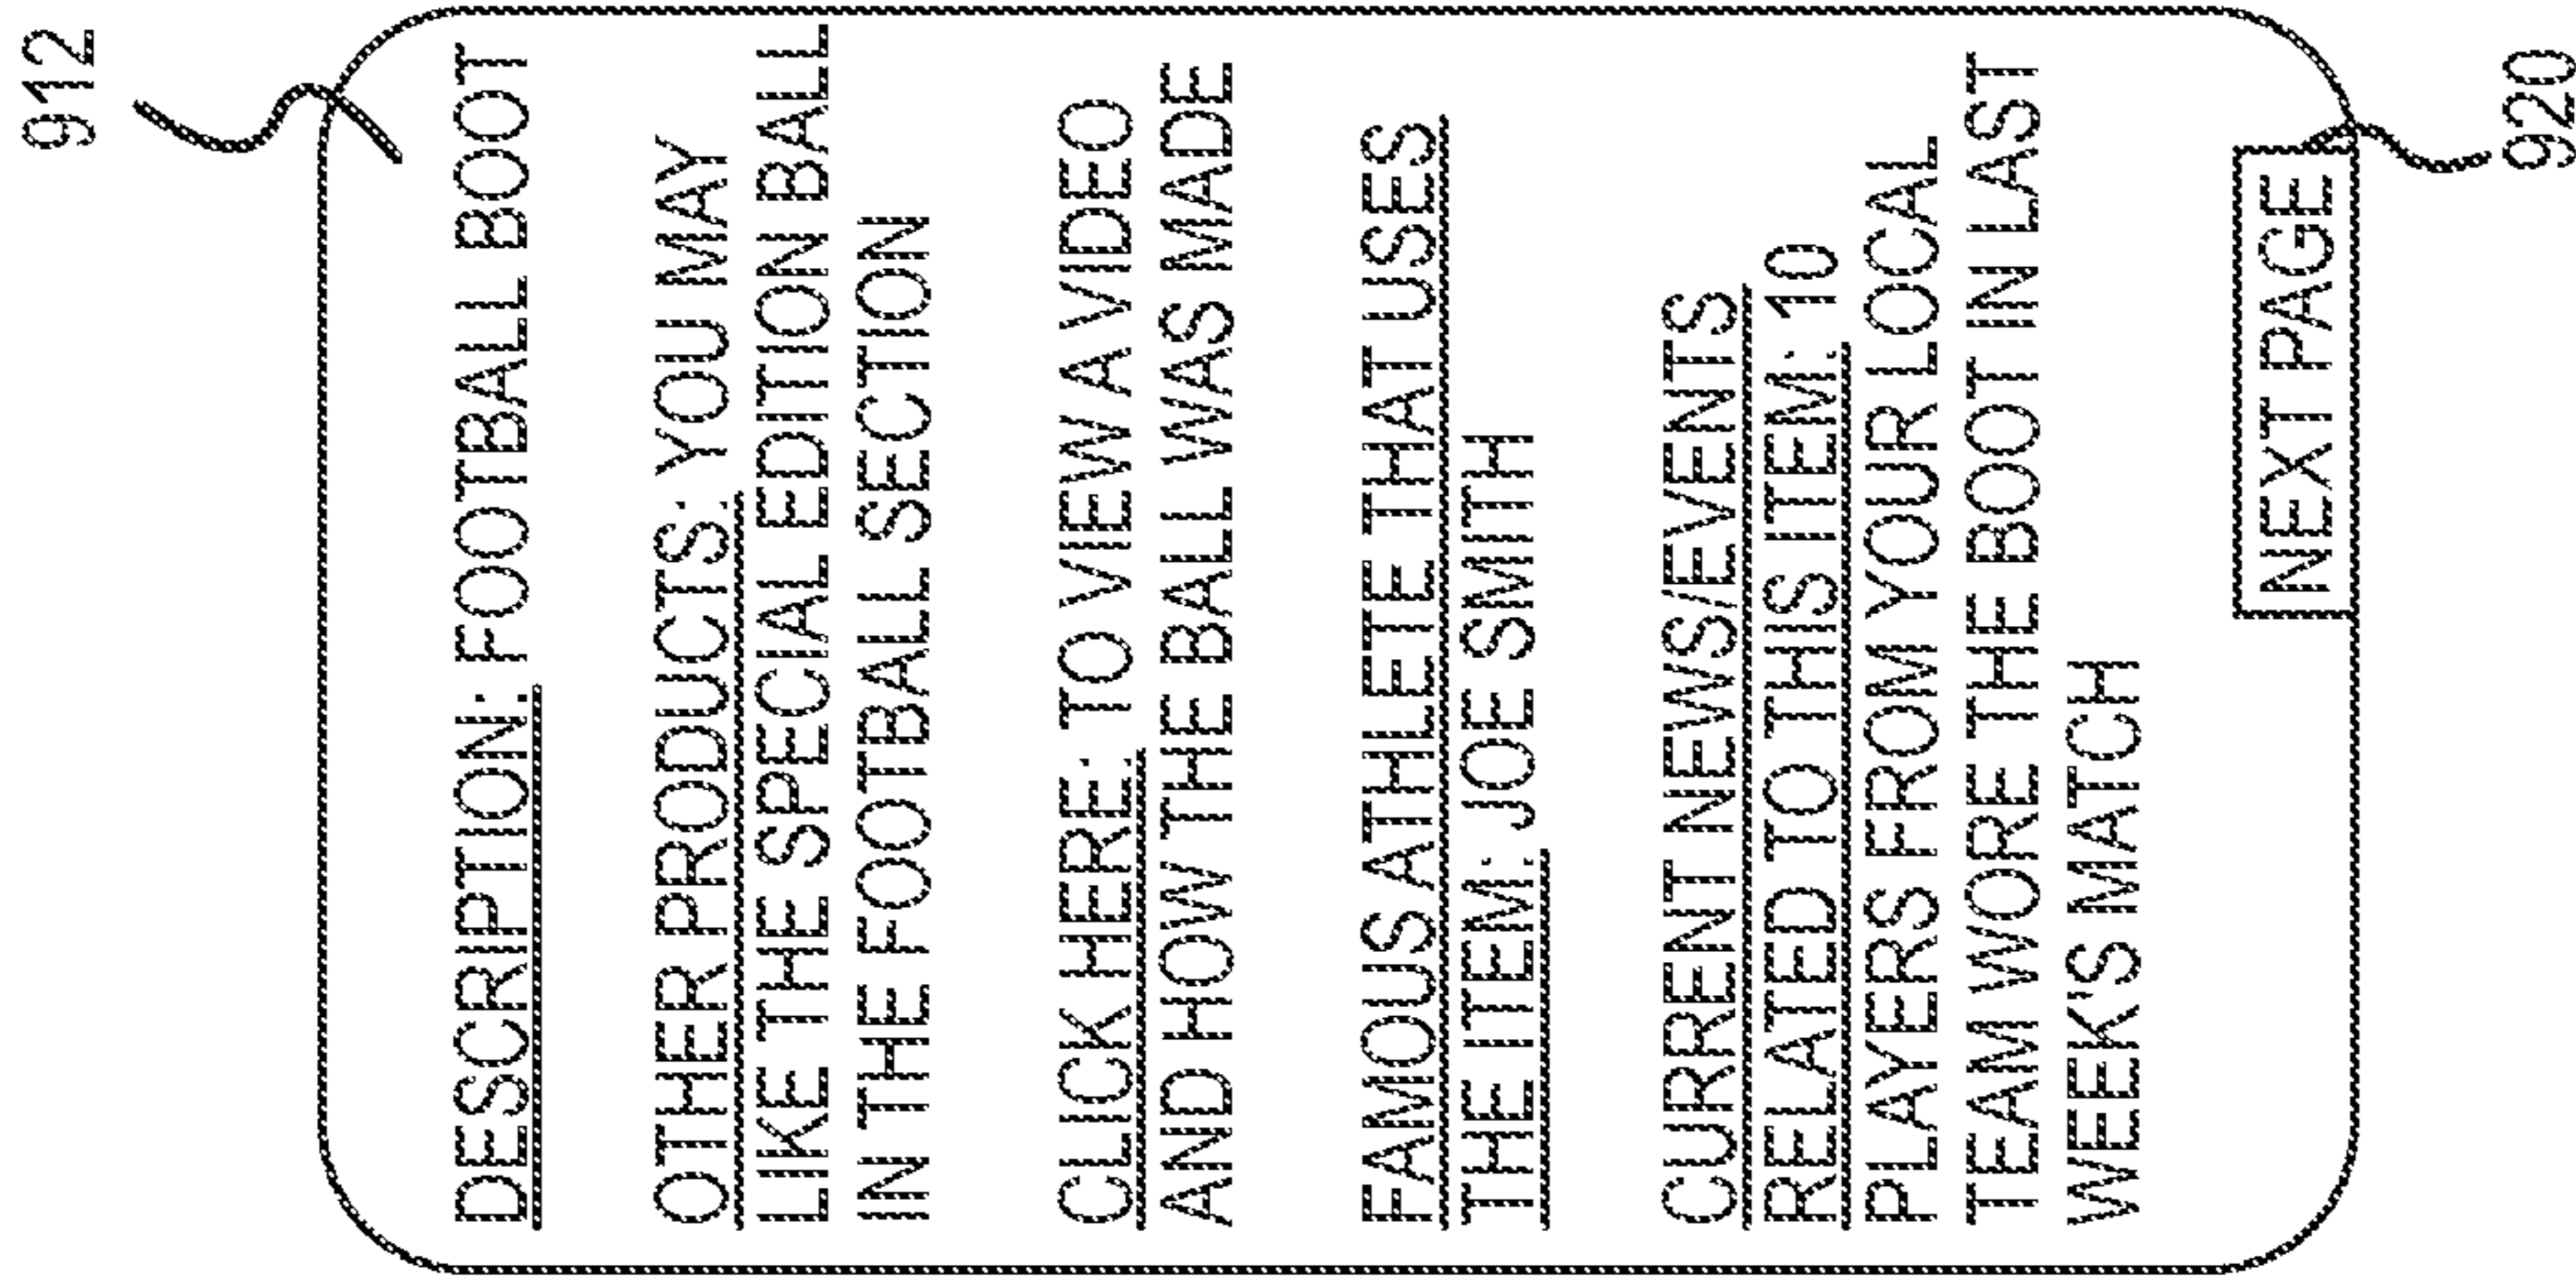 912
DESCRIPTION: FOOTBALL BOOT
OTHER PRODUCTS: YOU MAY
LIKE THE SPECIAL EDITION BALL
IN THE FOOTBALL SECTION
CLICK HERE: TO VIEW A VIDEO
AND HOW THE BALL WAS MADE
FAMOUS ATHLETE THAT USES
THE ITEM: JOE SMITH
CURRENT NEWS/EVENTS
RELATED TO THIS ITEM: 10
PLAYERS FROM YOUR LOCAL
TEAM WORE THE BOOT IN LAST
WEEK'S MATCH
NEXT PAGE
920